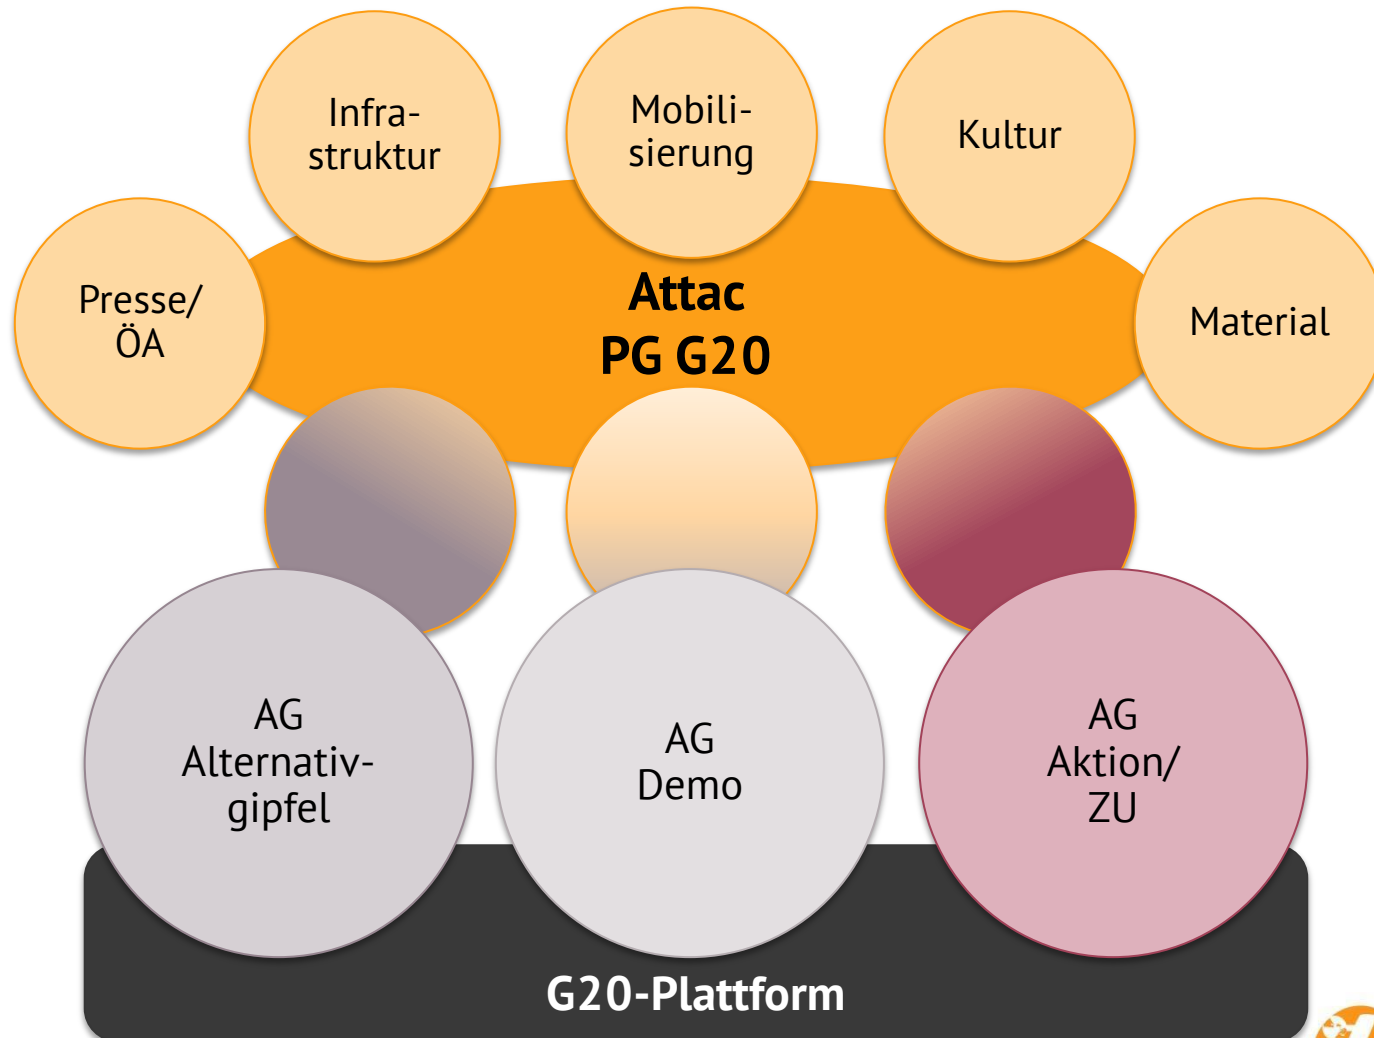 Infra-
struktur
Mobili-
sierung
Kultur
Presse/
ÖA
Attac
PG G20
Material
AG
Alternativ-
gipfel
AG
Demo
AG
Aktion/
ZU
G20-Plattform